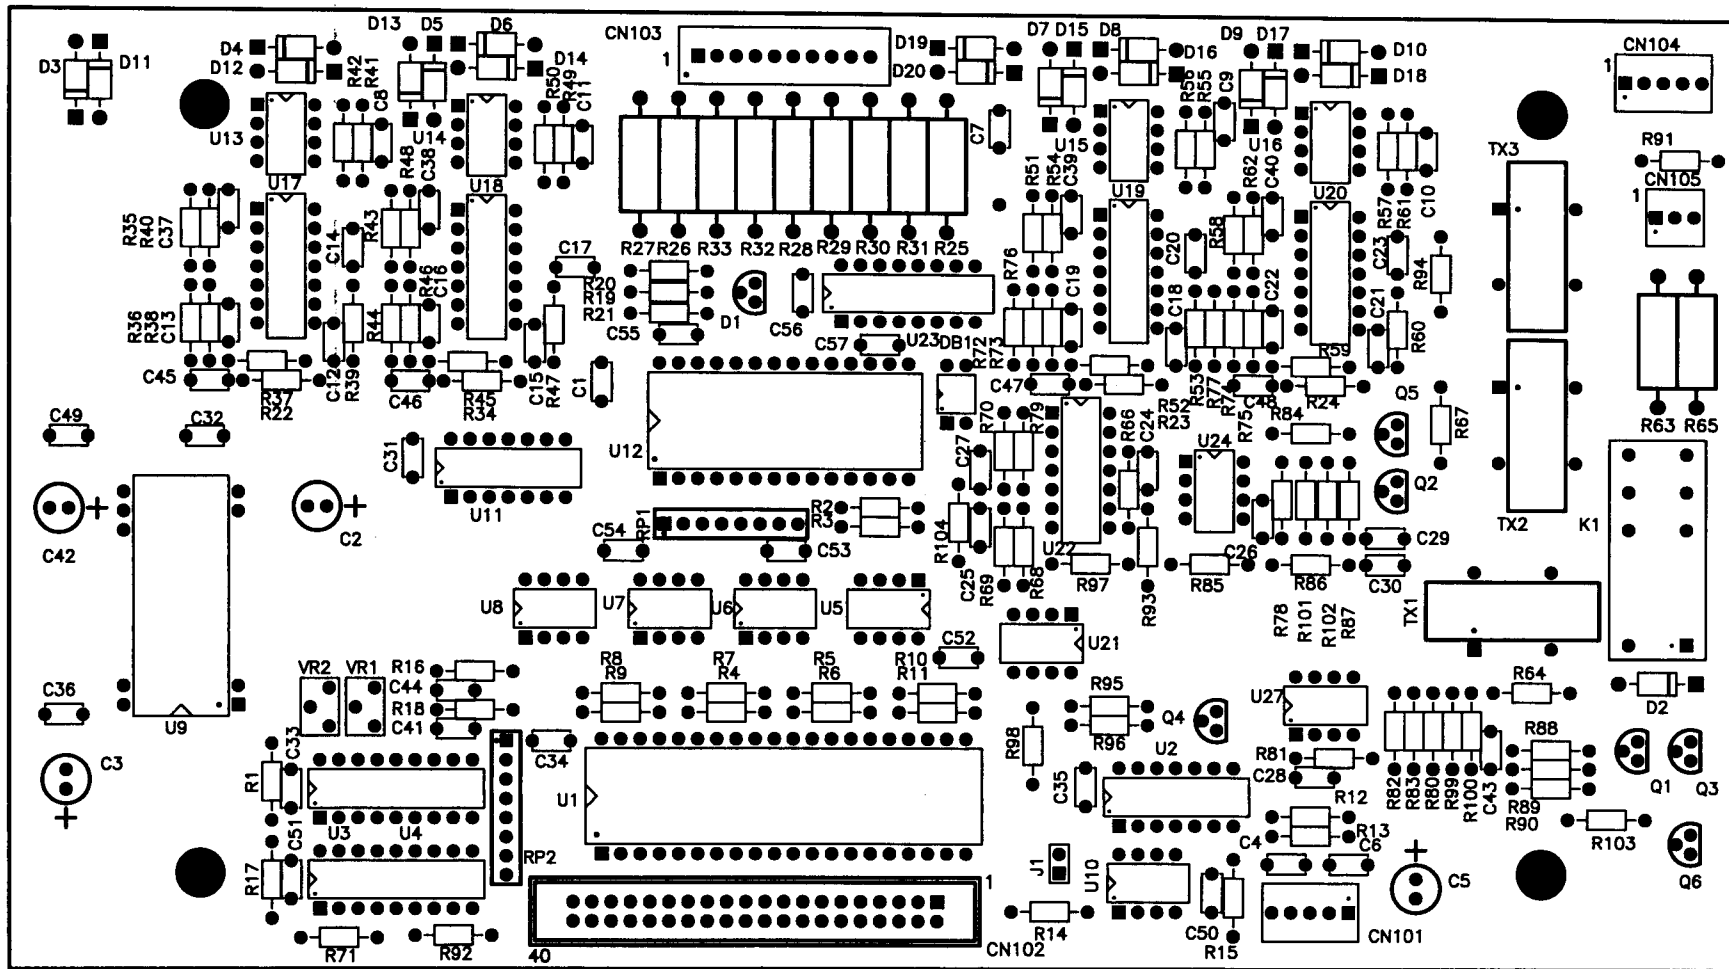 D13 D5 D6
CN103
D7 D15 D8
D9 D17
D10
CN104
D3 D11
D4
D12
R42
R41
C8
D14
R50
R49
C11
1
D19
D20
D16
R56
R55
C9
D18
1
U13
U14
C7
U15
U16
TX3
R91
CN105
1
R48
C38
U17
U18
R51
R54
C39
U19
R62
C40
U20
R35
R40
C37
C14
R43
C17
R27 R26 R33 R32 R28 R29 R30 R31 R25
R76
C20
R58
C23
R57
R61
C10
R94
R46
C16
R20
R19
R21
C19
C18
C22
C21
R36
R38
C13
R44
C55
D1
C56
C57
U23
DB1
R72
R73
R59
R60
C45
C12
R39
C15
R47
C1
C47
R53
R77
R74
C48
R37
R22
C46
R45
R34
R52
R23
R75
R84
R24
Q5
R67
R63 R65
C49
C32
C31
U12
R70
R79
R66
C24
U24
C27
Q2
C42
C2
U11
RP1
R2
R3
R104
TX2
K1
C54
C53
C25
R69
R68
U22
R97
R93
R85
C26
R86
C29
C30
U8
U7
U6
U5
U21
R78
R101
R102
R87
TX1
C52
VR2 VR1
R16
C44
R18
C41
R8
R9
R7
R4
R5
R6
R10
R11
R95
R96
Q4
U27
R64
D2
C36
U9
C33
C34
R98
U2
R81
C28
R88
C3
R1
U1
C35
R12
R82
R83
R80
R99
R100
C43
R89
R90
Q1
Q3
C51
U3
U4
RP2
R13
C4
C6
R103
R17
J1
U10
C5
Q6
1
R14
C50
R15
CN101
R71
R92
40
CN102